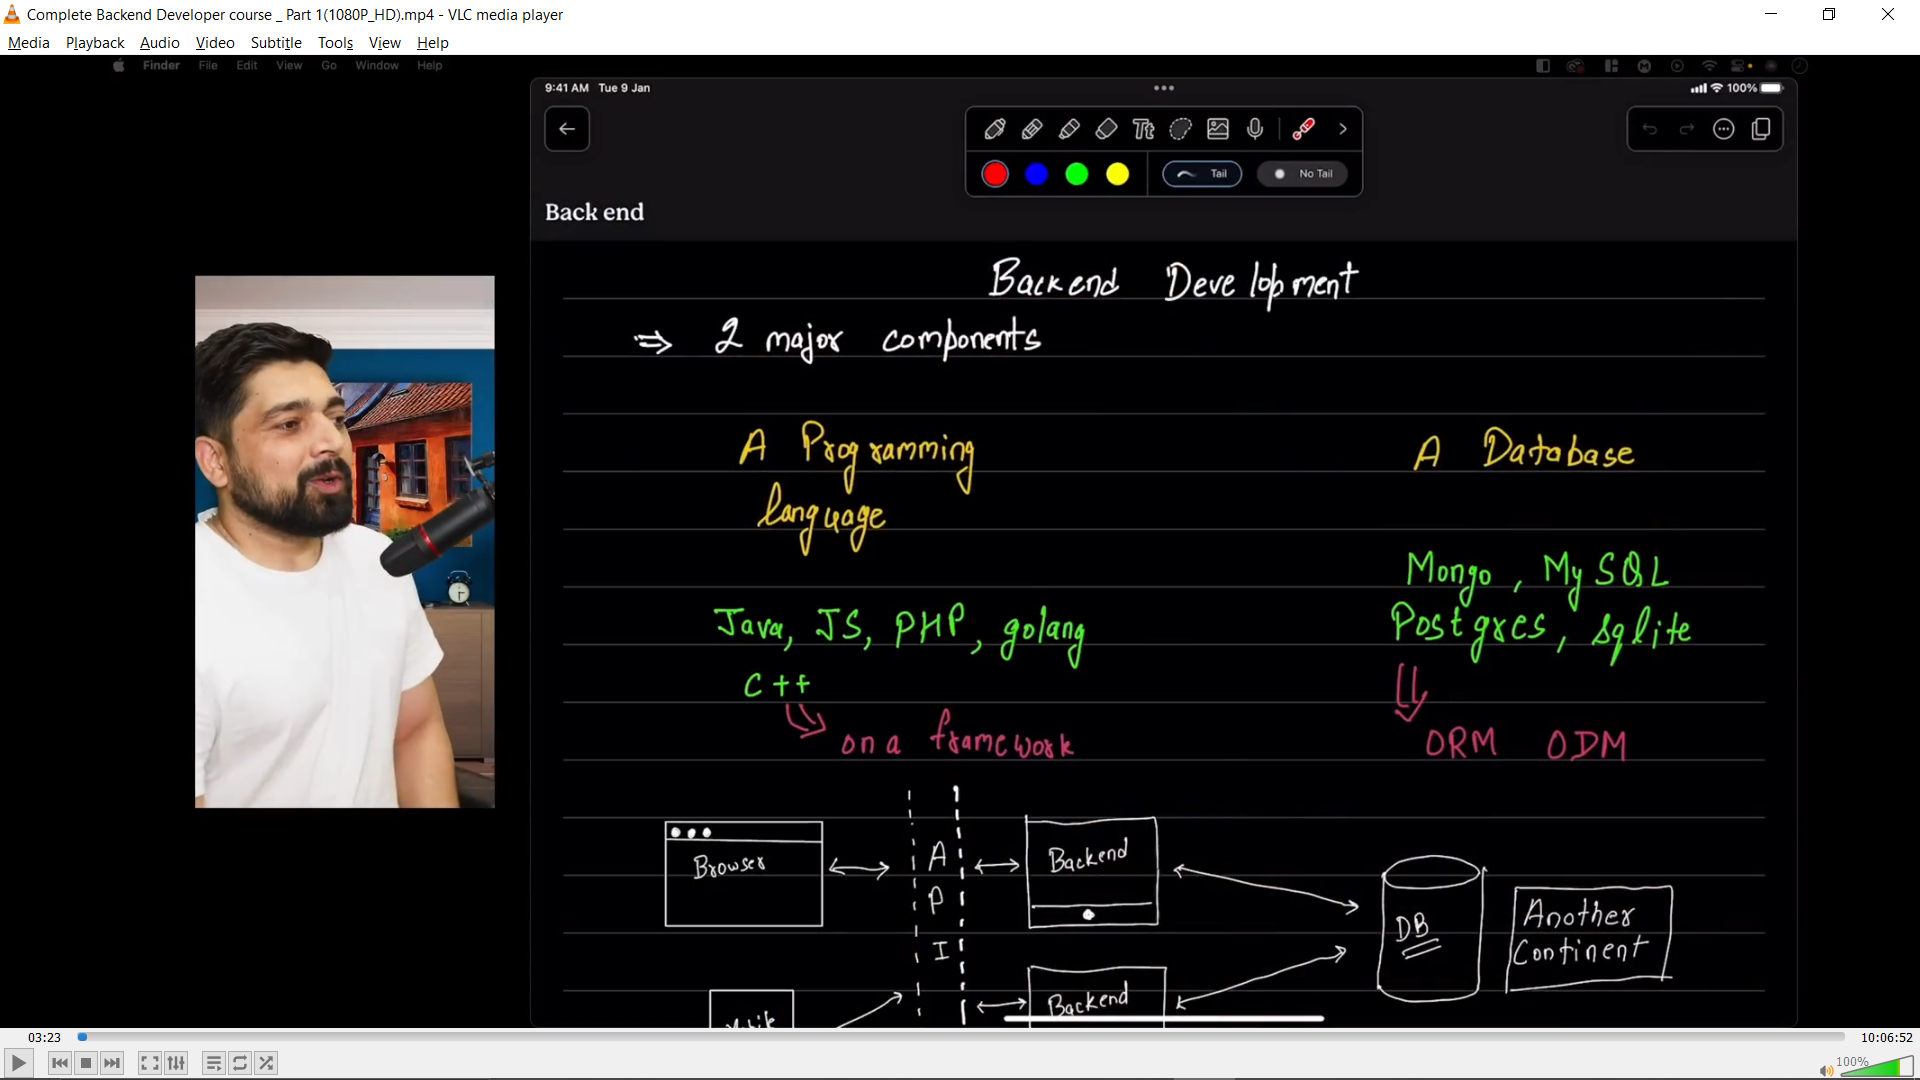 Complete Backend Developer course _ Part 1(1080P_HD).mp4 - VLC media player
Media Playback Audio Video Subtitle Tools View Help
Finder File Edit View Go Window Help
9:41 AM Tue 9 Jan
100%
Tt
Tail
No Tail
Back end
Backend Development
⇒ 2 major components
A Programming
language
A Database
Mongo, MySQL
Postgres, sqlite
Java, JS, PHP, golang
C++
on a framework
ORM ODM
Browser
A
P
I
Backend
DB
Another
Continent
Backend
03:23
10:06:52
100%